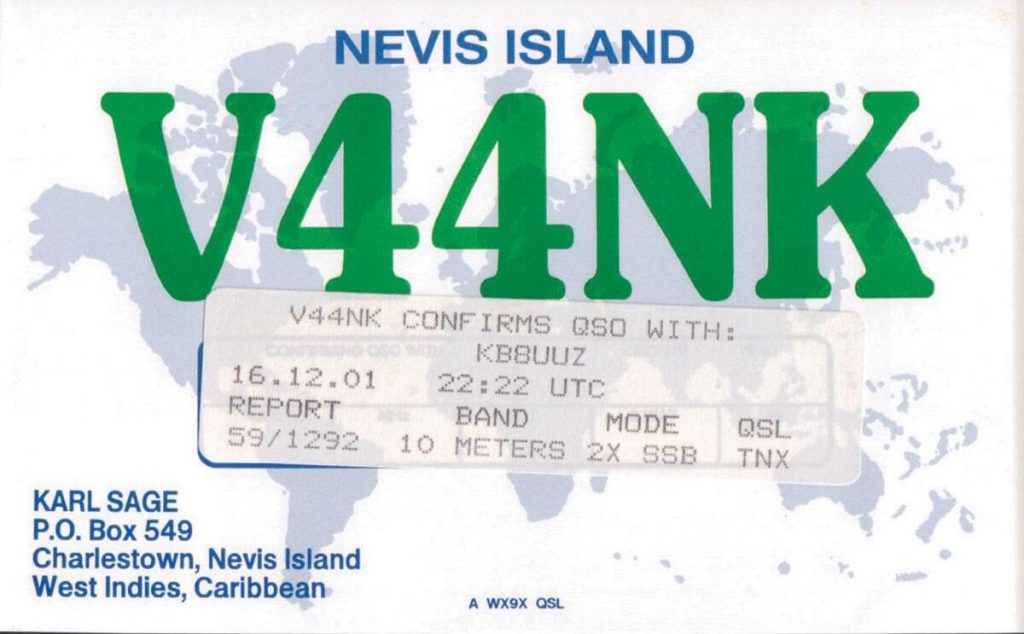 NEVIS ISLAND
V44NK
V44NK CONFIRMS QSO WITH:
KB8UUZ
16.12.01 22:22 UTC
REPORT BAND MODE QSL
59/1292 10 METERS 2X SSB TNX
KARL SAGE
P.O. Box 549
Charlestown, Nevis Island
West Indies, Caribbean
A WX9X QSL